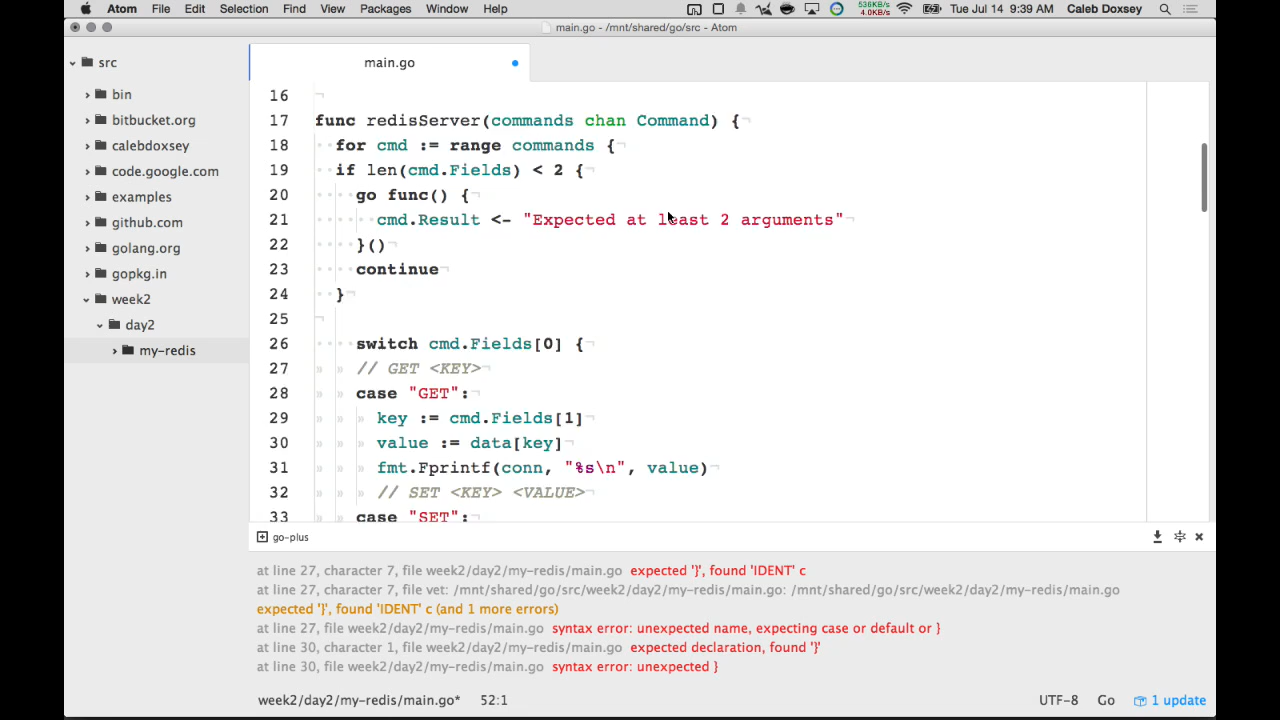 Atom File Edit Selection Find View Packages Window Help 536KB/s 4.0KB/s Tue Jul 14 9:39 AM Caleb Doxsey
main.go - /mnt/shared/go/src - Atom
src
bin
bitbucket.org
calebdoxsey
code.google.com
examples
github.com
golang.org
gopkg.in
week2
day2
my-redis
main.go
16
17 func redisServer(commands chan Command) {
18 for cmd := range commands {
19 if len(cmd.Fields) < 2 {
20 go func() {
21 cmd.Result <- "Expected at least 2 arguments"
22 }()
23 continue
24 }
25
26 switch cmd.Fields[0] {
27 // GET <KEY>
28 case "GET":
29 key := cmd.Fields[1]
30 value := data[key]
31 fmt.Fprintf(conn, "%s\n", value)
32 // SET <KEY> <VALUE>
33 case "SET":
go-plus
at line 27, character 7, file week2/day2/my-redis/main.go expected '}', found 'IDENT' c
at line 27, character 7, file vet: /mnt/shared/go/src/week2/day2/my-redis/main.go: /mnt/shared/go/src/week2/day2/my-redis/main.go
expected '}', found 'IDENT' c (and 1 more errors)
at line 27, file week2/day2/my-redis/main.go syntax error: unexpected name, expecting case or default or }
at line 30, character 1, file week2/day2/my-redis/main.go expected declaration, found '}'
at line 30, file week2/day2/my-redis/main.go syntax error: unexpected }
week2/day2/my-redis/main.go* 52:1 UTF-8 Go 1 update